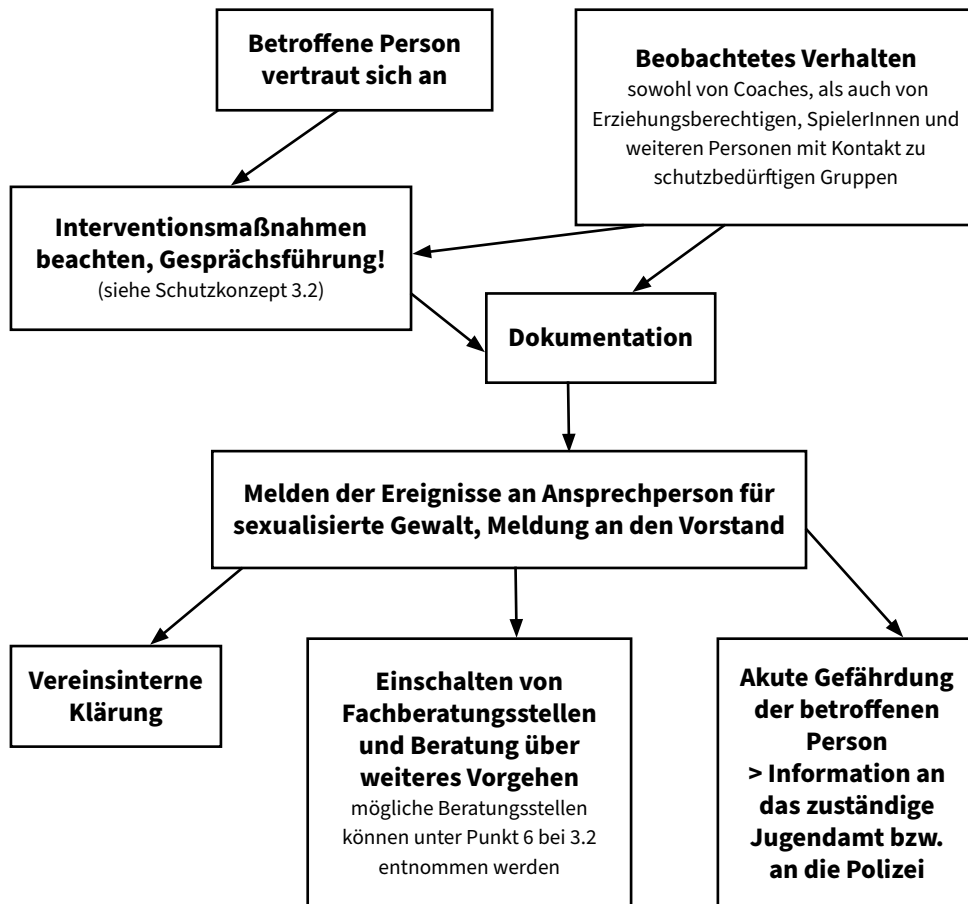 Betroffene Person
vertraut sich an
Beobachtetes Verhalten
sowohl von Coaches, als auch von
Erziehungsberechtigen, SpielerInnen und
weiteren Personen mit Kontakt zu
schutzbedürftigen Gruppen
Interventionsmaßnahmen
beachten, Gesprächsführung!
(siehe Schutzkonzept 3.2)
Dokumentation
Melden der Ereignisse an Ansprechperson für
sexualisierte Gewalt, Meldung an den Vorstand
Vereinsinterne
Klärung
Einschalten von
Fachberatungsstellen
und Beratung über
weiteres Vorgehen
mögliche Beratungsstellen
können unter Punkt 6 bei 3.2
entnommen werden
Akute Gefährdung
der betroffenen
Person
> Information an
das zuständige
Jugendamt bzw.
an die Polizei